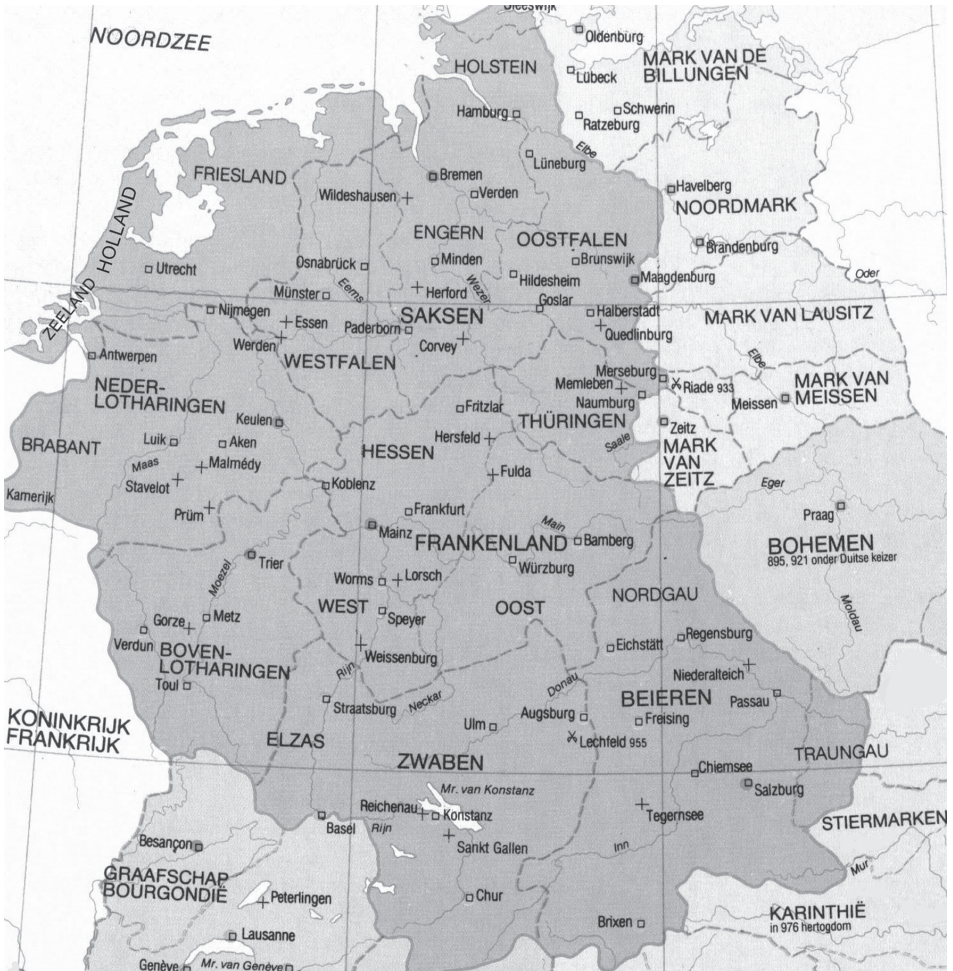 Sleeswijk
NOORDZEE
Oldenburg
HOLSTEIN
MARK VAN DE
BILLUNGEN
Lübeck
Hamburg
Schwerin
Ratzeburg
Elbe
Lüneburg
FRIESLAND
Bremen
Verden
Wildeshausen
Havelberg
NOORDMARK
HOLLAND
ENGERN
OOSTFALEN
Brandenburg
Utrecht
Osnabrück
Minden
Brunswijk
Hildesheim
Maagdenburg
Oder
Eems
Wezer
Münster
Herford
Goslar
ZEELAND
Nijmegen
Essen
SAKSEN
Halberstadt
MARK VAN LAUSITZ
Paderborn
Quedlinburg
Werden
Corvey
Antwerpen
WESTFALEN
Elbe
Merseburg
NEDER-
LOTHARINGEN
Memleben
Riade 933
MARK VAN
MEISSEN
Naumburg
Meissen
Fritzlar
Keulen
THÜRINGEN
Zeitz
BRABANT
Luik
Aken
HESSEN
Hersfeld
Saale
MARK
VAN
ZEITZ
Maas
Malmédy
Stavelot
Fulda
Eger
Koblenz
Kamerijk
Prüm
Frankfurt
Praag
Mainz
Main
FRANKENLAND
Bamberg
BOHEMEN
895, 921 onder Duitse keizer
Trier
Würzburg
Moezel
Worms
Lorsch
WEST
OOST
NORDGAU
Moldau
Metz
Speyer
Gorze
Verdun
Regensburg
Eichstätt
BOVEN-
LOTHARINGEN
Weissenburg
Niederalteich
Rijn
Toul
Donau
Neckar
BEIEREN
Passau
Straatsburg
Augsburg
Freising
KONINKRIJK
FRANKRIJK
Ulm
ELZAS
Lechfeld 955
TRAUNGAU
ZWABEN
Chiemsee
Mr. van Konstanz
Salzburg
Reichenau
Konstanz
Tegernsee
STIERMARKEN
Basel
Rijn
Besançon
Sankt Gallen
Inn
Mur
GRAAFSCHAP
BOURGONDIË
Peterlingen
Chur
KARINTHIË
in 976 hertogdom
Brixen
Lausanne
Genève
Mr. van Genève